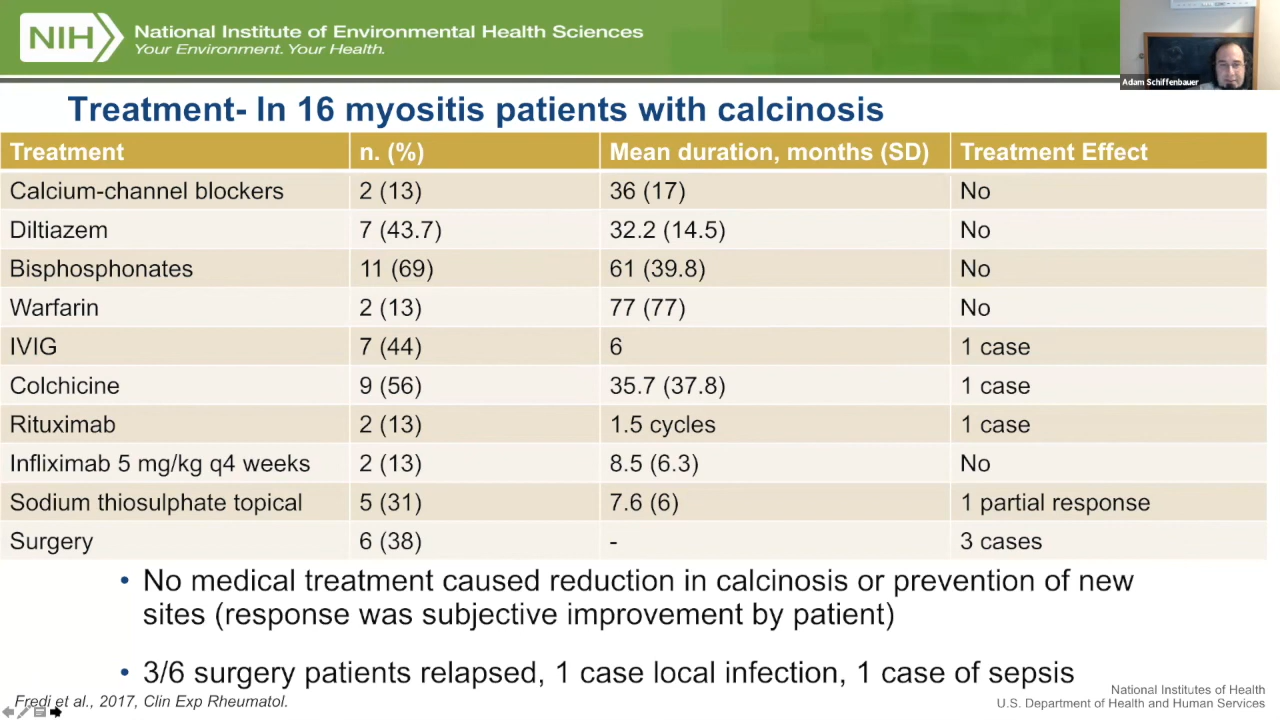 NIH National Institute of Environmental Health Sciences
Your Environment. Your Health.
Adam Schiffenbauer
Treatment- In 16 myositis patients with calcinosis
Treatment n. (%) Mean duration, months (SD) Treatment Effect
Calcium-channel blockers 2 (13) 36 (17) No
Diltiazem 7 (43.7) 32.2 (14.5) No
Bisphosphonates 11 (69) 61 (39.8) No
Warfarin 2 (13) 77 (77) No
IVIG 7 (44) 6 1 case
Colchicine 9 (56) 35.7 (37.8) 1 case
Rituximab 2 (13) 1.5 cycles 1 case
Infliximab 5 mg/kg q4 weeks 2 (13) 8.5 (6.3) No
Sodium thiosulphate topical 5 (31) 7.6 (6) 1 partial response
Surgery 6 (38) - 3 cases
• No medical treatment caused reduction in calcinosis or prevention of new
sites (response was subjective improvement by patient)
• 3/6 surgery patients relapsed, 1 case local infection, 1 case of sepsis
Fredi et al., 2017, Clin Exp Rheumatol.
National Institutes of Health
U.S. Department of Health and Human Services